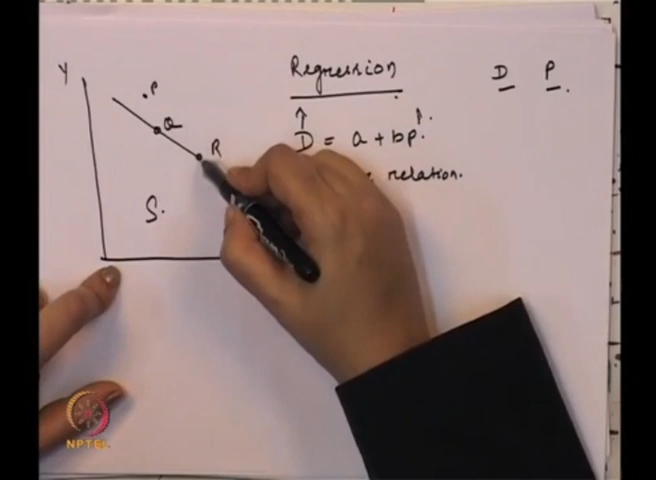 Y
P
Q
R
S.
Regression
D = a + bp.
relation.
D P.
NPTEL